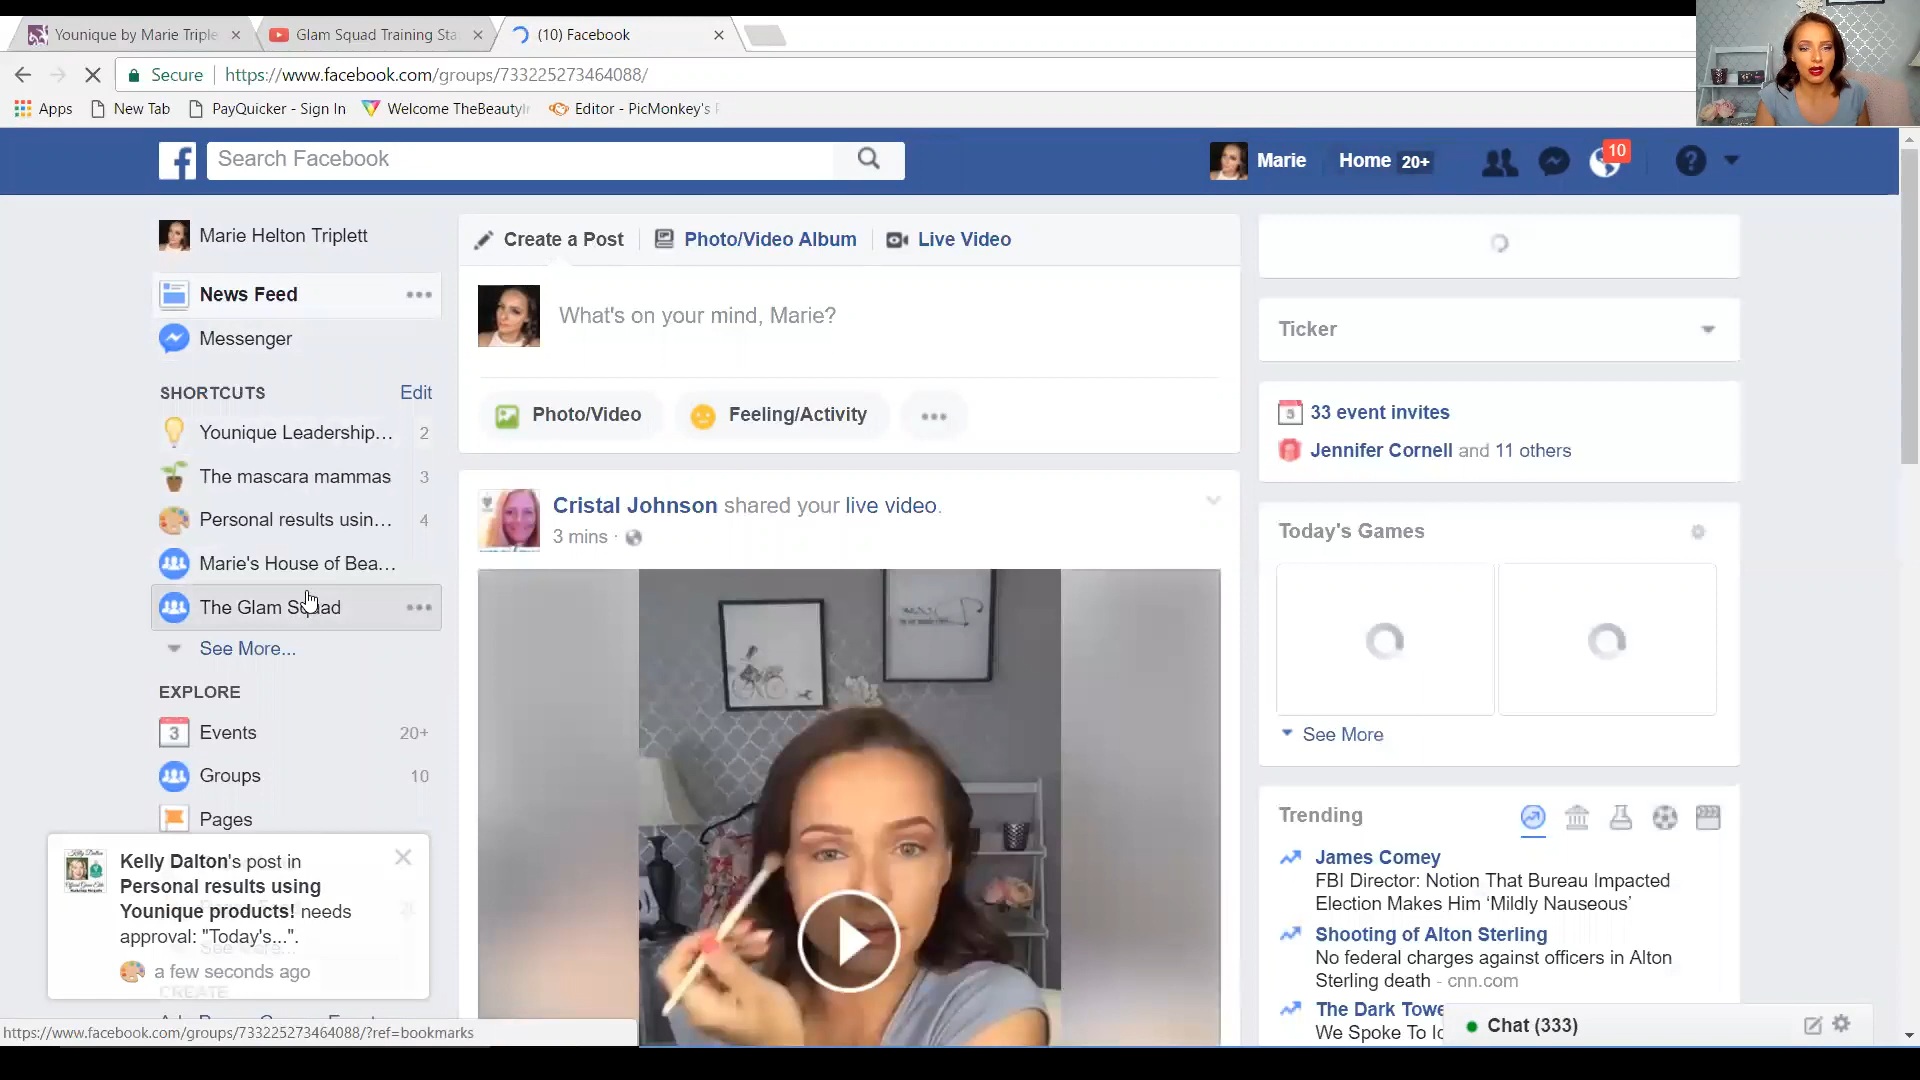 Younique by Marie Triple
Glam Squad Training Sta
(10) Facebook
Secure
https://www.facebook.com/groups/733225273464088/
Apps
New Tab
PayQuicker - Sign In
Welcome TheBeautyIn
Editor - PicMonkey's F
Search Facebook
Marie
Home 20+
10
Marie Helton Triplett
News Feed
Messenger
SHORTCUTS
Edit
Younique Leadership... 2
The mascara mammas 3
Personal results usin... 4
Marie's House of Bea...
The Glam Squad
See More...
EXPLORE
3 Events 20+
Groups 10
Pages
Kelly Dalton's post in
Personal results using
Younique products! needs
approval: "Today's...".
a few seconds ago
See More...
CREATE
https://www.facebook.com/groups/733225273464088/?ref=bookmarks
Create a Post
Photo/Video Album
Live Video
What's on your mind, Marie?
Photo/Video
Feeling/Activity
Cristal Johnson shared your live video.
3 mins ·
Ticker
5 33 event invites
Jennifer Cornell and 11 others
Today's Games
See More
Trending
James Comey
FBI Director: Notion That Bureau Impacted
Election Makes Him ‘Mildly Nauseous’
Shooting of Alton Sterling
No federal charges against officers in Alton
Sterling death - cnn.com
The Dark Towe
We Spoke To Id
Chat (333)